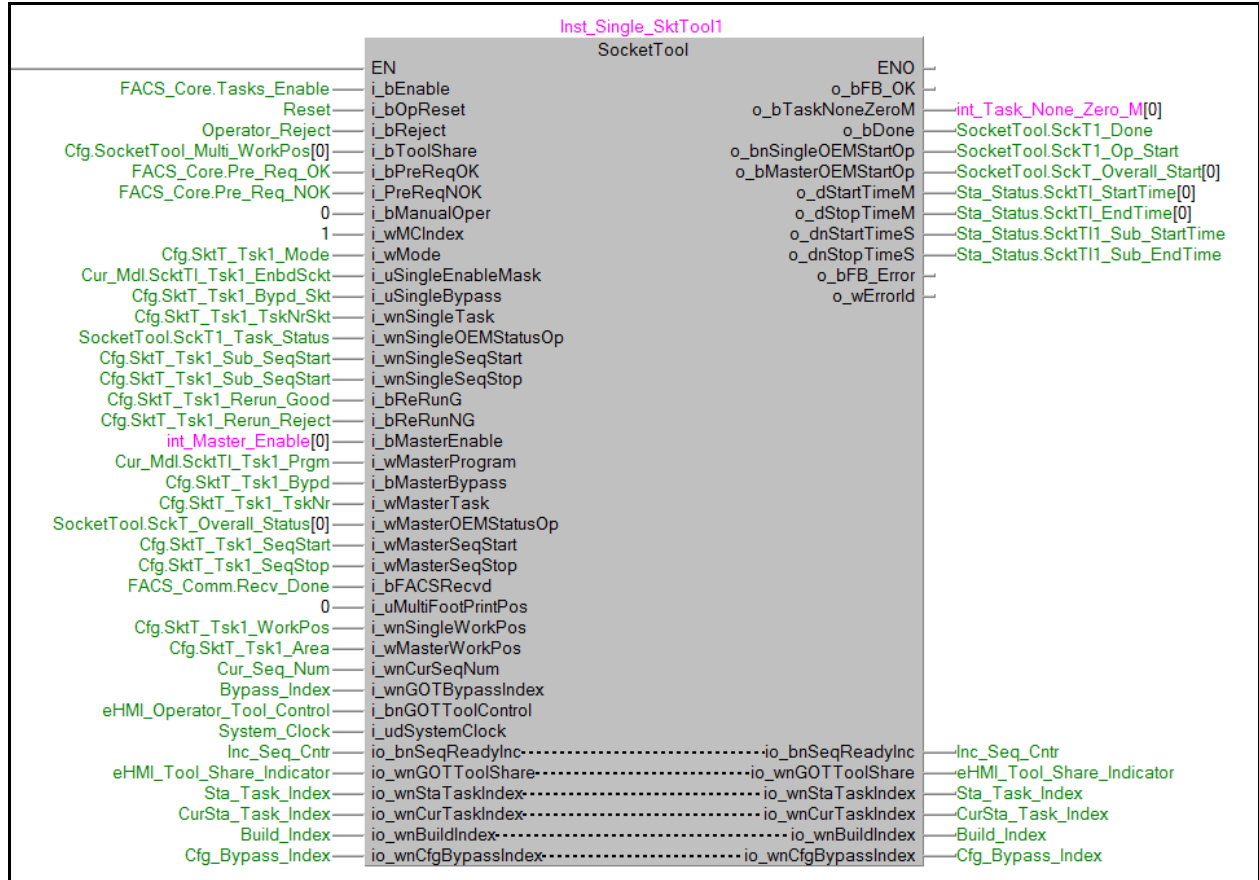 Inst_Single_SktTool1
SocketTool
EN ENO
FACS_Core.Tasks_Enable i_bEnable o_bFB_OK
Reset i_bOpReset o_bTaskNoneZeroM int_Task_None_Zero_M[0]
Operator_Reject i_bReject o_bDone SocketTool.SckT1_Done
Cfg.SocketTool_Multi_WorkPos[0] i_bToolShare o_bnSingleOEMStartOp SocketTool.SckT1_Op_Start
FACS_Core.Pre_Req_OK i_bPreReqOK o_bMasterOEMStartOp SocketTool.SckT_Overall_Start[0]
FACS_Core.Pre_Req_NOK i_PreReqNOK o_dStartTimeM Sta_Status.ScktTl_StartTime[0]
0 i_bManualOper o_dStopTimeM Sta_Status.ScktTl_EndTime[0]
1 i_wMCIndex o_dnStartTimeS Sta_Status.ScktTl1_Sub_StartTime
Cfg.SktT_Tsk1_Mode i_wMode o_dnStopTimeS Sta_Status.ScktTl1_Sub_EndTime
Cur_Mdl.ScktTl_Tsk1_EnbdSckt i_uSingleEnableMask o_bFB_Error
Cfg.SktT_Tsk1_Bypd_Skt i_uSingleBypass o_wErrorId
Cfg.SktT_Tsk1_TskNrSkt i_wnSingleTask
SocketTool.SckT1_Task_Status i_wnSingleOEMStatusOp
Cfg.SktT_Tsk1_Sub_SeqStart i_wnSingleSeqStart
Cfg.SktT_Tsk1_Sub_SeqStart i_wnSingleSeqStop
Cfg.SktT_Tsk1_Rerun_Good i_bReRunG
Cfg.SktT_Tsk1_Rerun_Reject i_bReRunNG
int_Master_Enable[0] i_bMasterEnable
Cur_Mdl.ScktTl_Tsk1_Prgm i_wMasterProgram
Cfg.SktT_Tsk1_Bypd i_bMasterBypass
Cfg.SktT_Tsk1_TskNr i_wMasterTask
SocketTool.SckT_Overall_Status[0] i_wMasterOEMStatusOp
Cfg.SktT_Tsk1_SeqStart i_wMasterSeqStart
Cfg.SktT_Tsk1_SeqStop i_wMasterSeqStop
FACS_Comm.Recv_Done i_bFACSRecvd
0 i_uMultiFootPrintPos
Cfg.SktT_Tsk1_WorkPos i_wnSingleWorkPos
Cfg.SktT_Tsk1_Area i_wMasterWorkPos
Cur_Seq_Num i_wnCurSeqNum
Bypass_Index i_wnGOTBypassIndex
eHMI_Operator_Tool_Control i_bnGOTToolControl
System_Clock i_udSystemClock
Inc_Seq_Cntr io_bnSeqReadyInc io_bnSeqReadyInc Inc_Seq_Cntr
eHMI_Tool_Share_Indicator io_wnGOTToolShare io_wnGOTToolShare eHMI_Tool_Share_Indicator
Sta_Task_Index io_wnStaTaskIndex io_wnStaTaskIndex Sta_Task_Index
CurSta_Task_Index io_wnCurTaskIndex io_wnCurTaskIndex CurSta_Task_Index
Build_Index io_wnBuildIndex io_wnBuildIndex Build_Index
Cfg_Bypass_Index io_wnCfgBypassIndex io_wnCfgBypassIndex Cfg_Bypass_Index